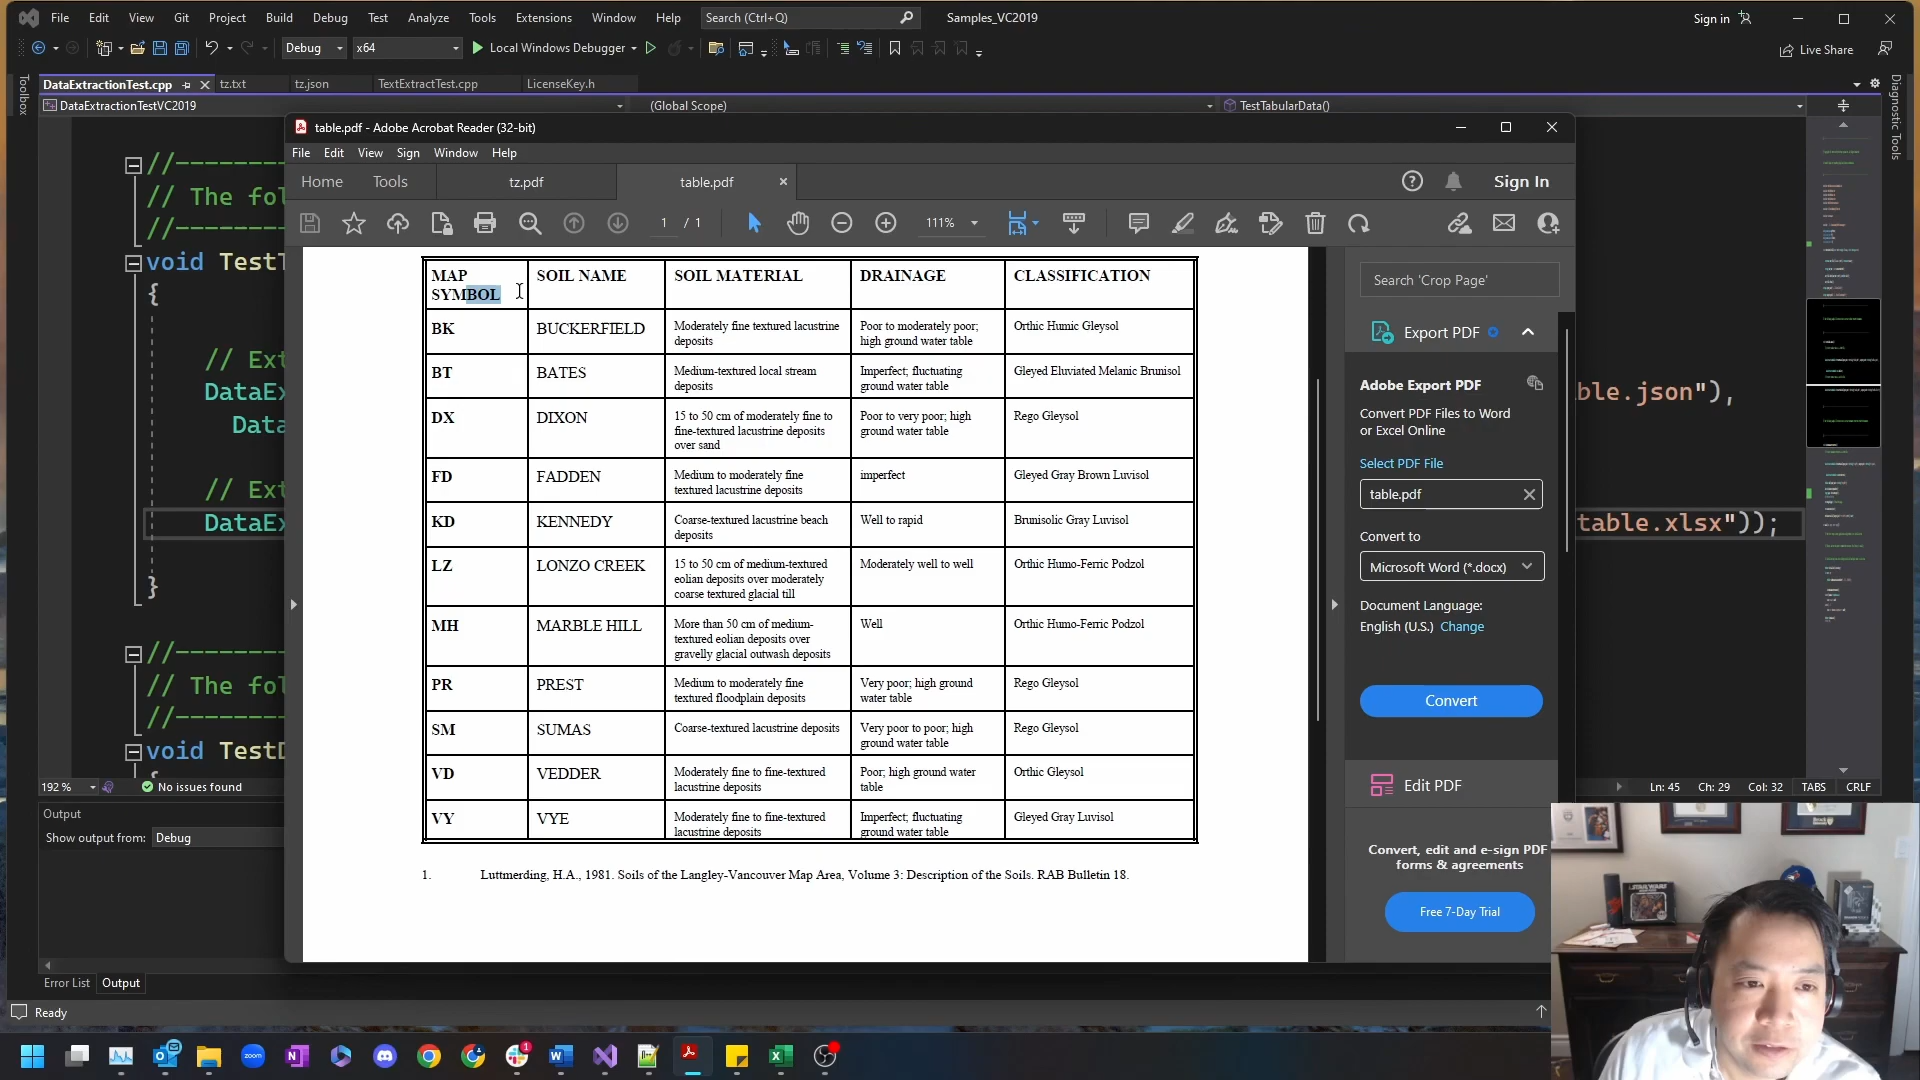 File Edit View Git Project Build Debug Test Analyze Tools Extensions Window Help Search (Ctrl+Q) Samples_VC2019 Sign in
Debug x64 Local Windows Debugger Live Share
DataExtractionTest.cpp tz.txt tz.json TextExtractTest.cpp LicenseKey.h
DataExtractionTestVC2019 (Global Scope) TestTabularData()
Toolbox
Diagnostic Tools
// The fol
void TestT
{
// Ext
DataEx
Data
ble.json"),
// Ext
DataEx
table.xlsx"));
}
// The fol
void TestD
table.pdf - Adobe Acrobat Reader (32-bit)
File Edit View Sign Window Help
Home Tools tz.pdf table.pdf Sign In
1 / 1 111%
MAP SOIL NAME SOIL MATERIAL DRAINAGE CLASSIFICATION
SYMBOL
BK BUCKERFIELD Moderately fine textured lacustrine Poor to moderately poor; Orthic Humic Gleysol
deposits high ground water table
BT BATES Medium-textured local stream Imperfect; fluctuating Gleyed Eluviated Melanic Brunisol
deposits ground water table
DX DIXON 15 to 50 cm of moderately fine to Poor to very poor; high Rego Gleysol
fine-textured lacustrine deposits ground water table
over sand
FD FADDEN Medium to moderately fine imperfect Gleyed Gray Brown Luvisol
textured lacustrine deposits
KD KENNEDY Coarse-textured lacustrine beach Well to rapid Brunisolic Gray Luvisol
deposits
LZ LONZO CREEK 15 to 50 cm of medium-textured Moderately well to well Orthic Humo-Ferric Podzol
eolian deposits over moderately
coarse textured glacial till
MH MARBLE HILL More than 50 cm of medium- Well Orthic Humo-Ferric Podzol
textured eolian deposits over
gravelly glacial outwash deposits
PR PREST Medium to moderately fine Very poor; high ground Rego Gleysol
textured floodplain deposits water table
SM SUMAS Coarse-textured lacustrine deposits Very poor to poor; high Rego Gleysol
ground water table
VD VEDDER Moderately fine to fine-textured Poor; high ground water Orthic Gleysol
lacustrine deposits table
VY VYE Moderately fine to fine-textured Imperfect; fluctuating Gleyed Gray Luvisol
lacustrine deposits ground water table
1. Luttmerding, H.A., 1981. Soils of the Langley-Vancouver Map Area, Volume 3: Description of the Soils. RAB Bulletin 18.
Search 'Crop Page'
Export PDF
Adobe Export PDF
Convert PDF Files to Word
or Excel Online
Select PDF File
table.pdf
Convert to
Microsoft Word (*.docx)
Document Language:
English (U.S.) Change
Convert
Edit PDF
Convert, edit and e-sign PDF
forms & agreements
Free 7-Day Trial
192 % No issues found Ln: 45 Ch: 29 Col: 32 TABS CRLF
Output
Show output from: Debug
Error List Output
Ready
zoom
STAR WARS